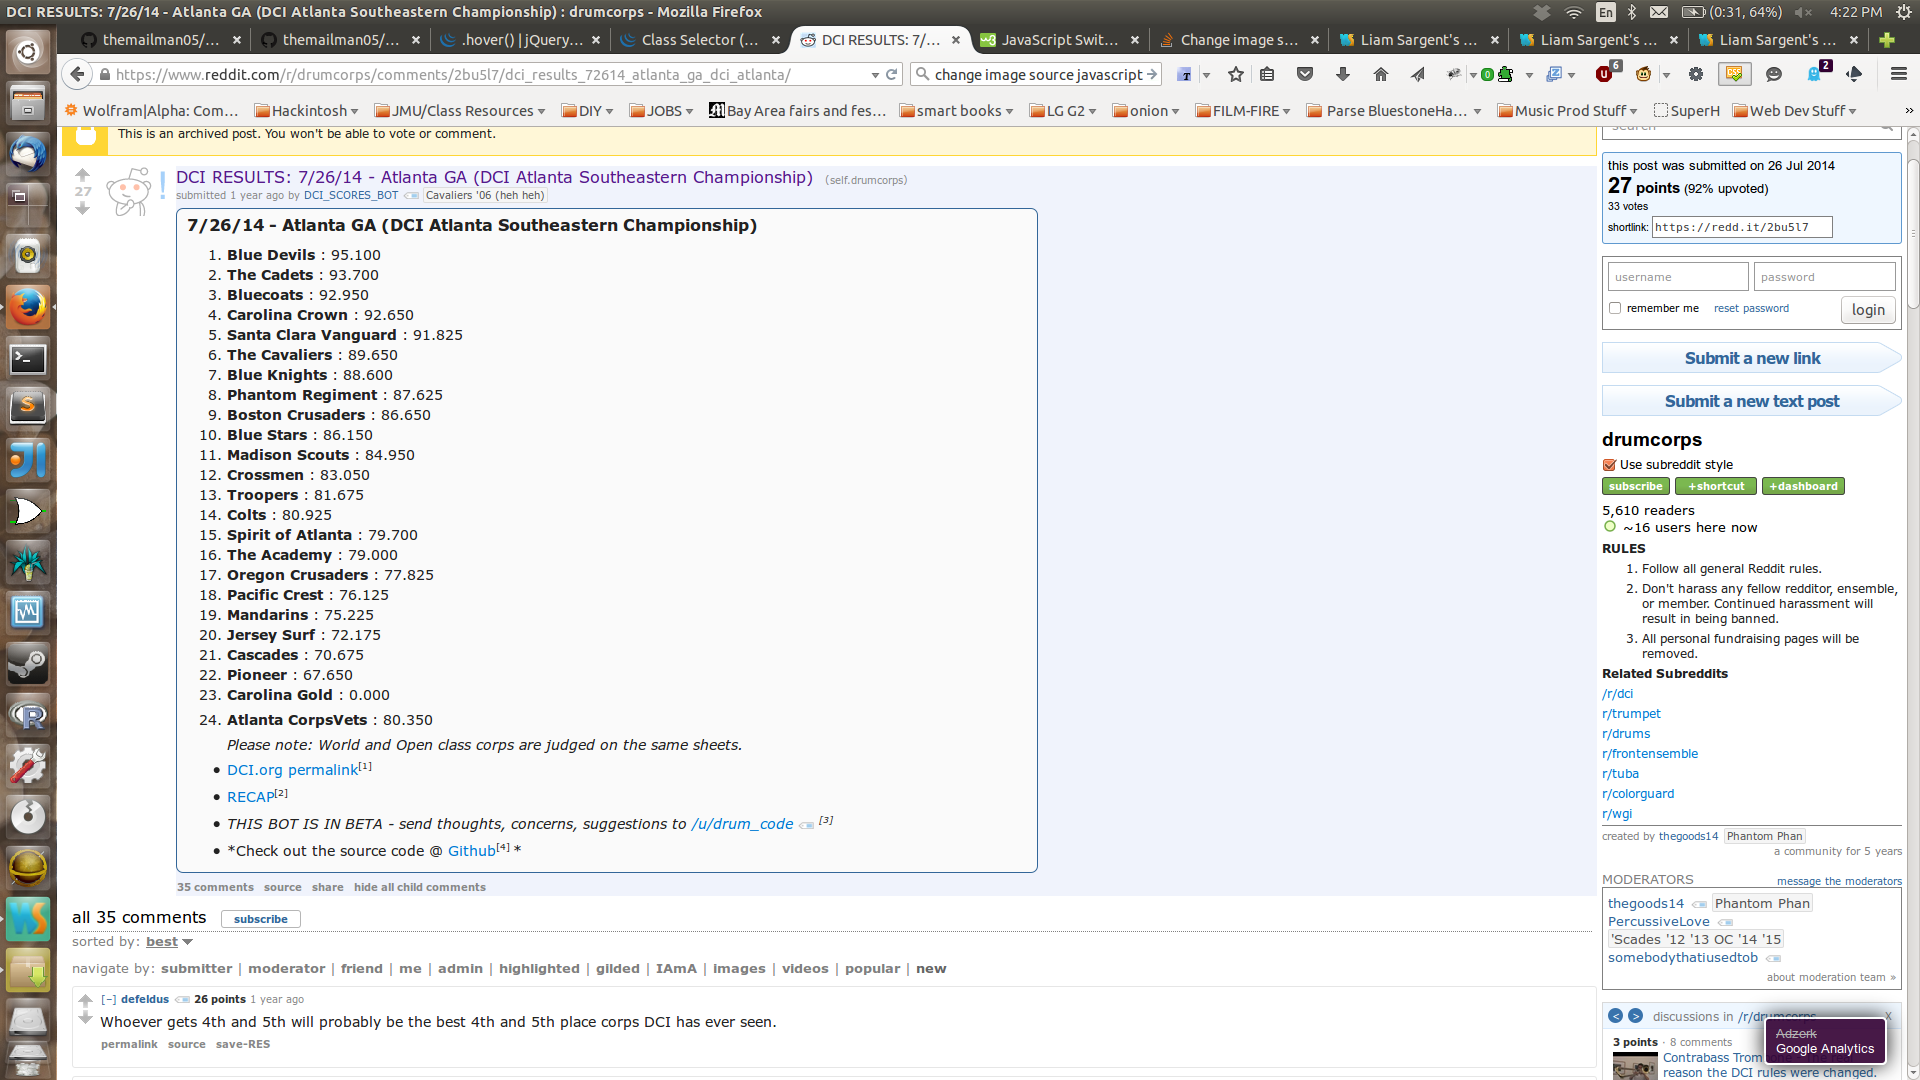 DCI RESULTS: 7/26/14 - Atlanta GA (DCI Atlanta Southeastern Championship) : drumcorps - Mozilla Firefox
En
(0:31, 64%)
4:22 PM
themailman05/...
themailman05/...
.hover() | jQuery...
Class Selector (...
DCI RESULTS: 7/...
JavaScript Swit...
Change image s...
Liam Sargent's ...
Liam Sargent's ...
Liam Sargent's ...
https://www.reddit.com/r/drumcorps/comments/2bu5l7/dci_results_72614_atlanta_ga_dci_atlanta/
change image source javascript
0
6
2
Wolfram|Alpha: Com...
Hackintosh
JMU/Class Resources
DIY
JOBS
Bay Area fairs and fes...
smart books
LG G2
onion
FILM-FIRE
Parse BluestoneHa...
Music Prod Stuff
SuperH
Web Dev Stuff
This is an archived post. You won't be able to vote or comment.
27
DCI RESULTS: 7/26/14 - Atlanta GA (DCI Atlanta Southeastern Championship) (self.drumcorps)
submitted 1 year ago by DCI_SCORES_BOT Cavaliers '06 (heh heh)
7/26/14 - Atlanta GA (DCI Atlanta Southeastern Championship)
1. Blue Devils : 95.100
2. The Cadets : 93.700
3. Bluecoats : 92.950
4. Carolina Crown : 92.650
5. Santa Clara Vanguard : 91.825
6. The Cavaliers : 89.650
7. Blue Knights : 88.600
8. Phantom Regiment : 87.625
9. Boston Crusaders : 86.650
10. Blue Stars : 86.150
11. Madison Scouts : 84.950
12. Crossmen : 83.050
13. Troopers : 81.675
14. Colts : 80.925
15. Spirit of Atlanta : 79.700
16. The Academy : 79.000
17. Oregon Crusaders : 77.825
18. Pacific Crest : 76.125
19. Mandarins : 75.225
20. Jersey Surf : 72.175
21. Cascades : 70.675
22. Pioneer : 67.650
23. Carolina Gold : 0.000
24. Atlanta CorpsVets : 80.350
Please note: World and Open class corps are judged on the same sheets.
• DCI.org permalink[1]
• RECAP[2]
• THIS BOT IS IN BETA - send thoughts, concerns, suggestions to /u/drum_code [3]
• *Check out the source code @ Github[4] *
35 comments source share hide all child comments
all 35 comments subscribe
sorted by: best
navigate by: submitter | moderator | friend | me | admin | highlighted | gilded | IAmA | images | videos | popular | new
[–] defeldus 26 points 1 year ago
Whoever gets 4th and 5th will probably be the best 4th and 5th place corps DCI has ever seen.
permalink source save-RES
search
this post was submitted on 26 Jul 2014
27 points (92% upvoted)
33 votes
shortlink: https://redd.it/2bu5l7
username
password
remember me reset password login
Submit a new link
Submit a new text post
drumcorps
Use subreddit style
subscribe +shortcut +dashboard
5,610 readers
~16 users here now
RULES
1. Follow all general Reddit rules.
2. Don't harass any fellow redditor, ensemble,
or member. Continued harassment will
result in being banned.
3. All personal fundraising pages will be
removed.
Related Subreddits
/r/dci
r/trumpet
r/drums
r/frontensemble
r/tuba
r/colorguard
r/wgi
created by thegoods14 Phantom Phan
a community for 5 years
MODERATORS
message the moderators
thegoods14 Phantom Phan
PercussiveLove
'Scades '12 '13 OC '14 '15
somebodythatiusedtob
about moderation team »
< > discussions in /r/drumcorps X
3 points · 8 comments
Contrabass
reason the DCI rules were changed.
Adzerk
Google Analytics